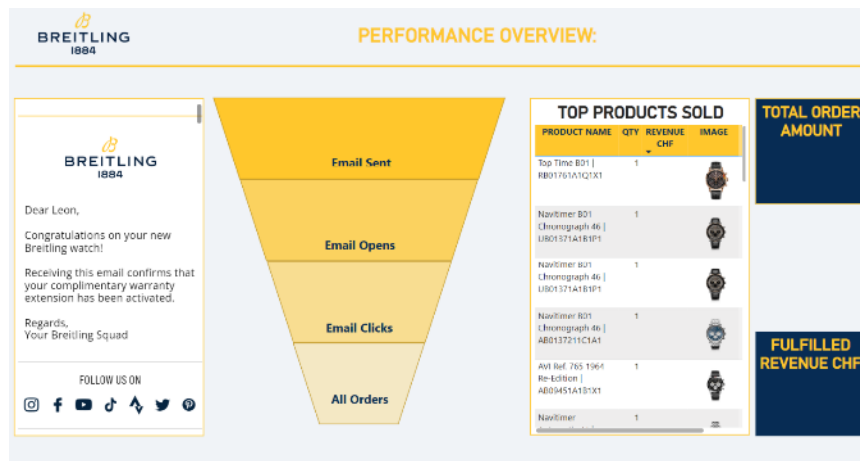 BREITLING
1884
PERFORMANCE OVERVIEW:
BREITLING
1884
Dear Leon,
Congratulations on your new
Breitling watch!
Receiving this email confirms that
your complimentary warranty
extension has been activated.
Regards,
Your Breitling Squad
FOLLOW US ON
Email Sent
Email Opens
Email Clicks
All Orders
TOP PRODUCTS SOLD
PRODUCT NAME QTY REVENUE IMAGE
CHF
Top Time B01 | 1
RB01761A1Q1X1
Navitimer B01 1
Chronograph 46 |
UB01371A1B1P1
Navitimer B01 1
Chronograph 46 |
UB01371A1B1P1
Navitimer B01 1
Chronograph 46 |
AB0137211C1A1
AVI Ref. 765 1964 1
Re-Edition |
AB09451A1B1X1
Navitimer 1
TOTAL ORDER
AMOUNT
FULFILLED
REVENUE CHF